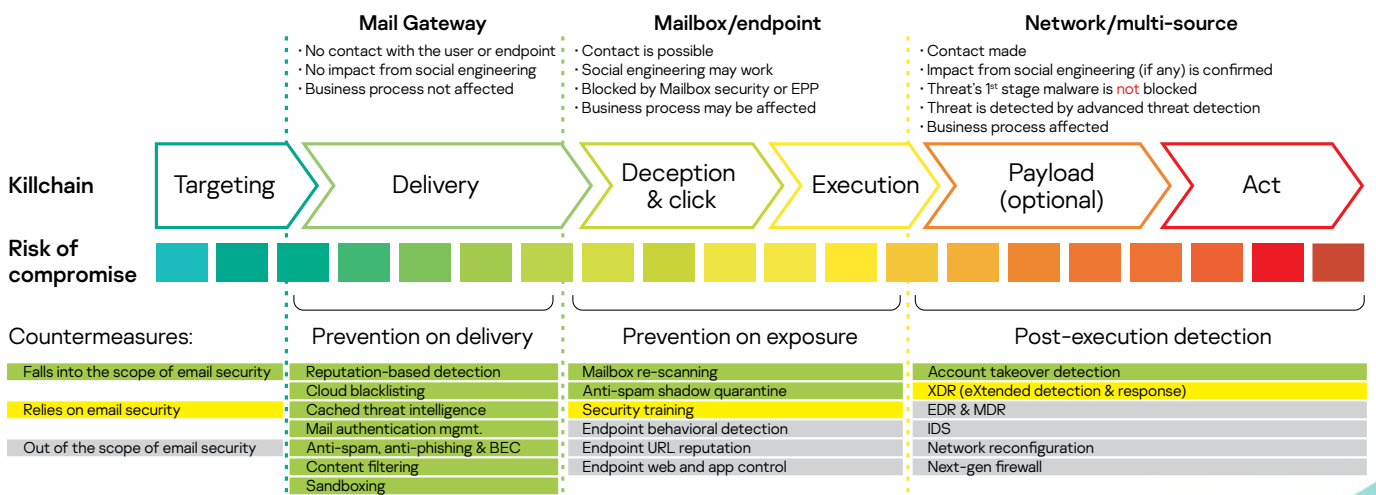 Mail Gateway
· No contact with the user or endpoint
· No impact from social engineering
· Business process not affected
Mailbox/endpoint
· Contact is possible
· Social engineering may work
· Blocked by Mailbox security or EPP
· Business process may be affected
Network/multi-source
· Contact made
· Impact from social engineering (if any) is confirmed
· Threat's 1st stage malware is not blocked
· Threat is detected by advanced threat detection
· Business process affected
Killchain
Targeting
Delivery
Deception
& click
Execution
Payload
(optional)
Act
Risk of
compromise
Countermeasures:
Falls into the scope of email security
Relies on email security
Out of the scope of email security
Prevention on delivery
Reputation-based detection
Cloud blacklisting
Cached threat intelligence
Mail authentication mgmt.
Anti-spam, anti-phishing & BEC
Content filtering
Sandboxing
Prevention on exposure
Mailbox re-scanning
Anti-spam shadow quarantine
Security training
Endpoint behavioral detection
Endpoint URL reputation
Endpoint web and app control
Post-execution detection
Account takeover detection
XDR (eXtended detection & response)
EDR & MDR
IDS
Network reconfiguration
Next-gen firewall